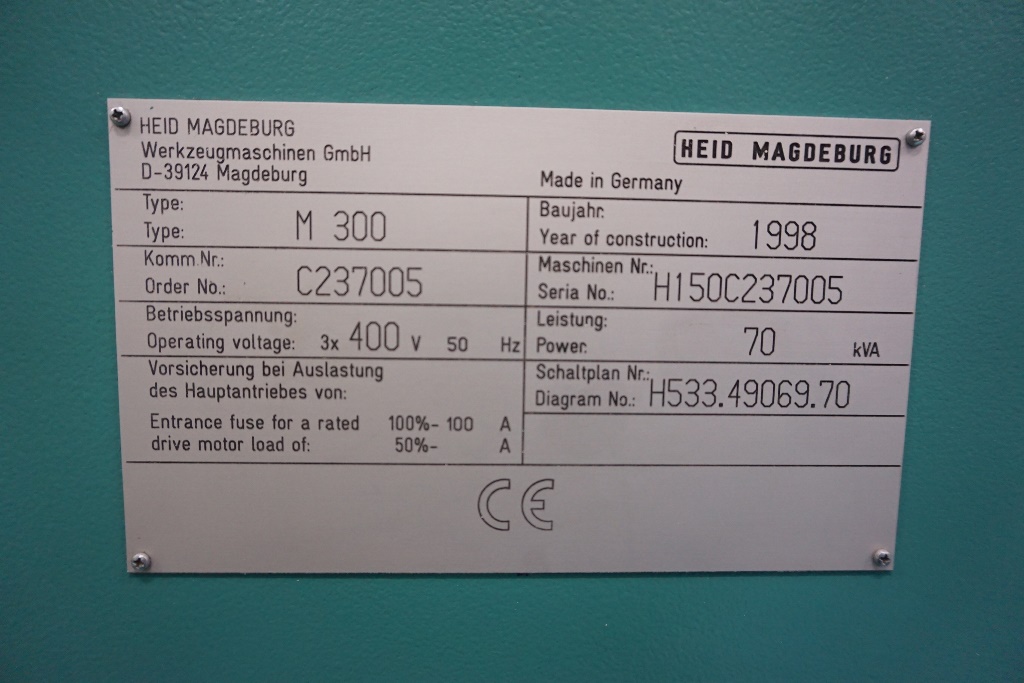 HEID MAGDEBURG
Werkzeugmaschinen GmbH
D-39124 Magdeburg
HEID MAGDEBURG
Made in Germany
Type:
Type: M 300
Baujahr:
Year of construction: 1998
Komm.Nr.:
Order No.: C237005
Maschinen Nr.:
Seria No.: H150C237005
Betriebsspannung:
Operating voltage: 3x 400 V 50 Hz
Leistung:
Power: 70 kVA
Vorsicherung bei Auslastung
des Hauptantriebes von:
Entrance fuse for a rated 100%- 100 A
drive motor load of: 50%- A
Schaltplan Nr.:
Diagram No.: H533.49069.70
CE